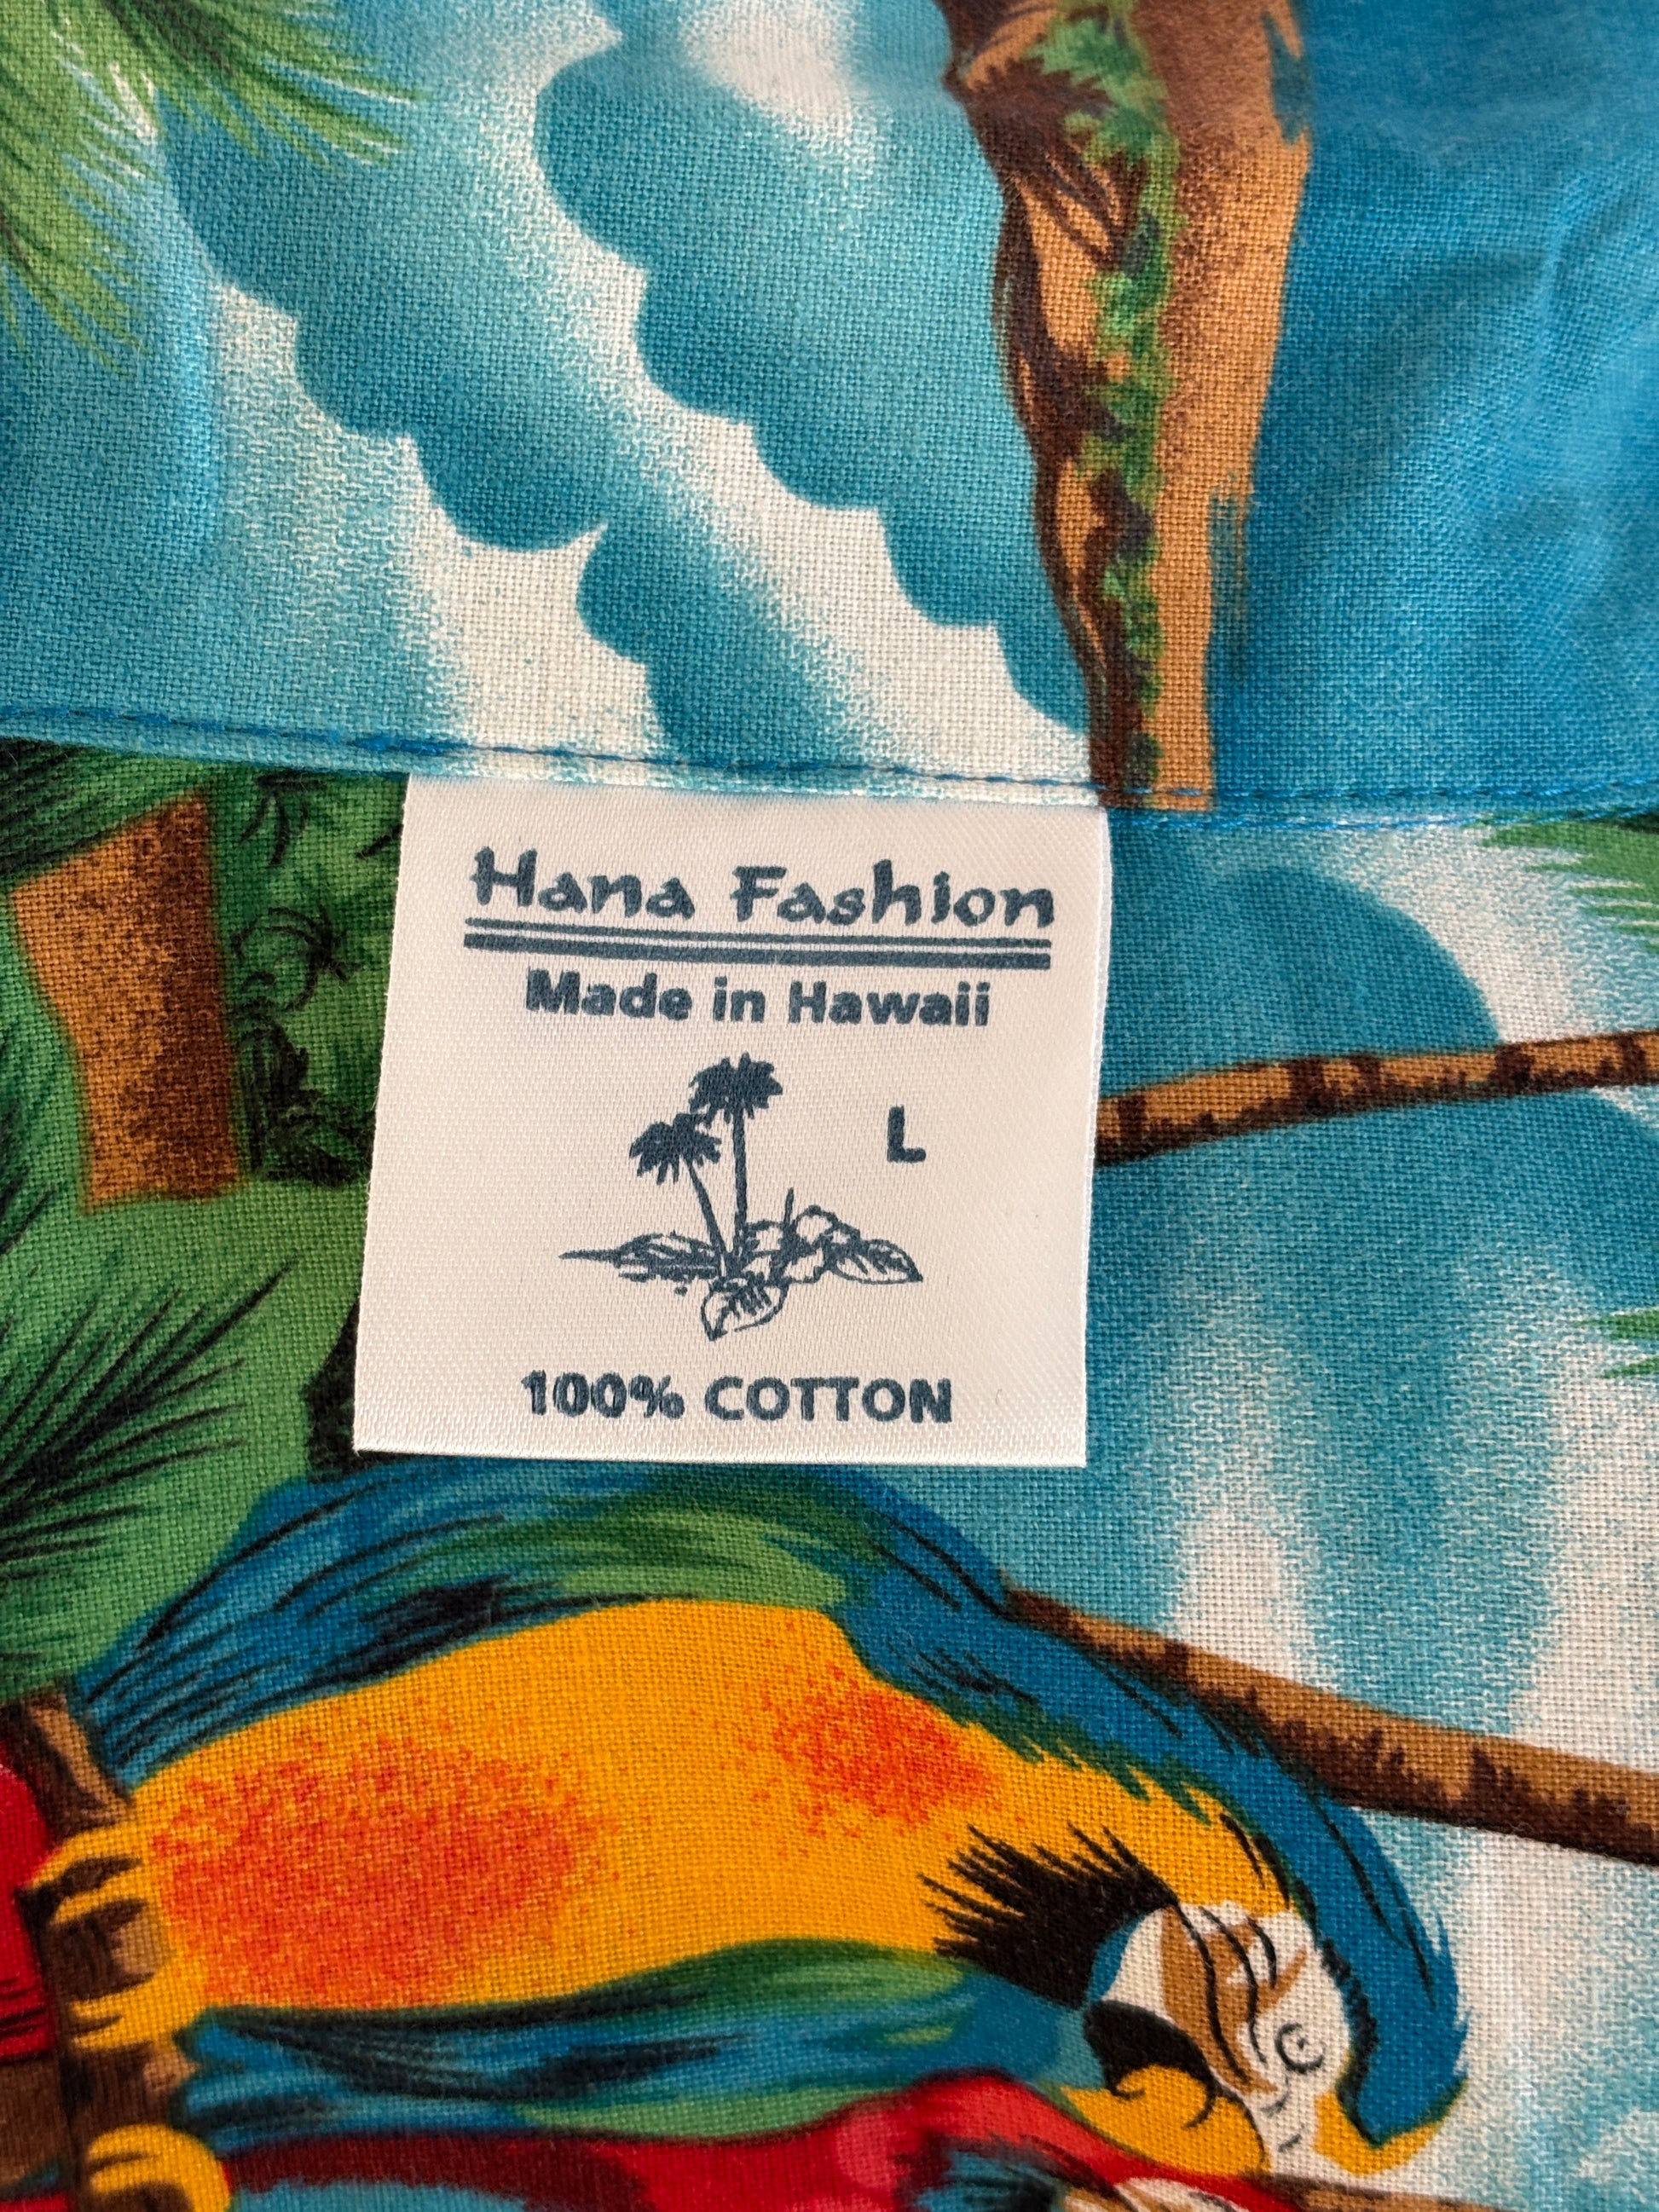 Hana Fashion
Made in Hawaii
L
100% COTTON